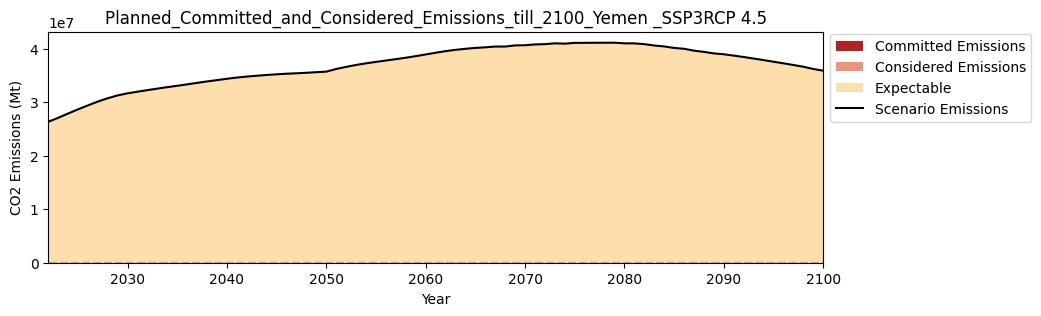 Planned_Committed_and_Considered_Emissions_till_2100_Yemen _SSP3RCP 4.5
1e7
4
3
2
1
0
CO2 Emissions (Mt)
2030 2040 2050 2060 2070 2080 2090 2100
Year
Committed Emissions
Considered Emissions
Expectable
Scenario Emissions